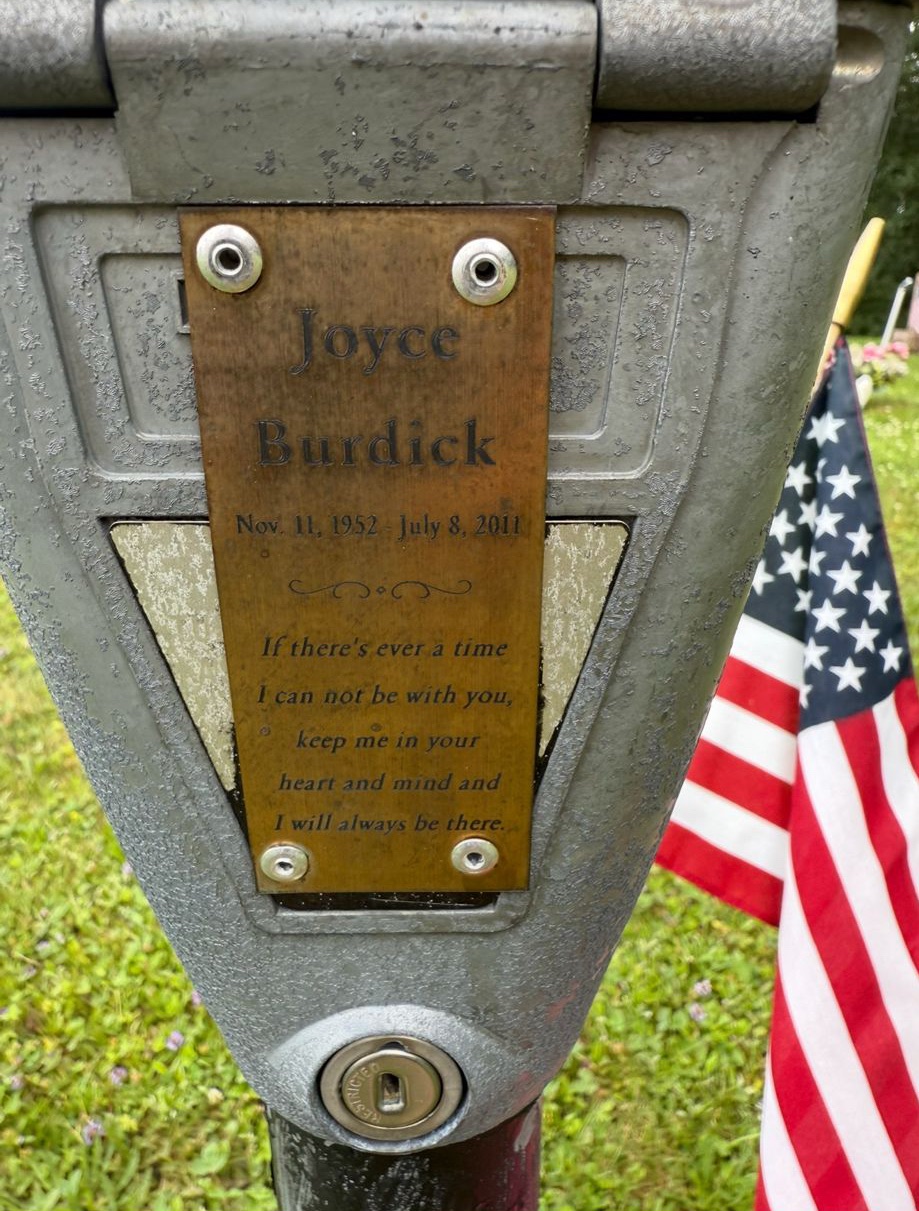 Joyce
Burdick
Nov. 11, 1952 - July 8, 2011
If there's ever a time
I can not be with you,
keep me in your
heart and mind and
I will always be there.
RESTRICTED